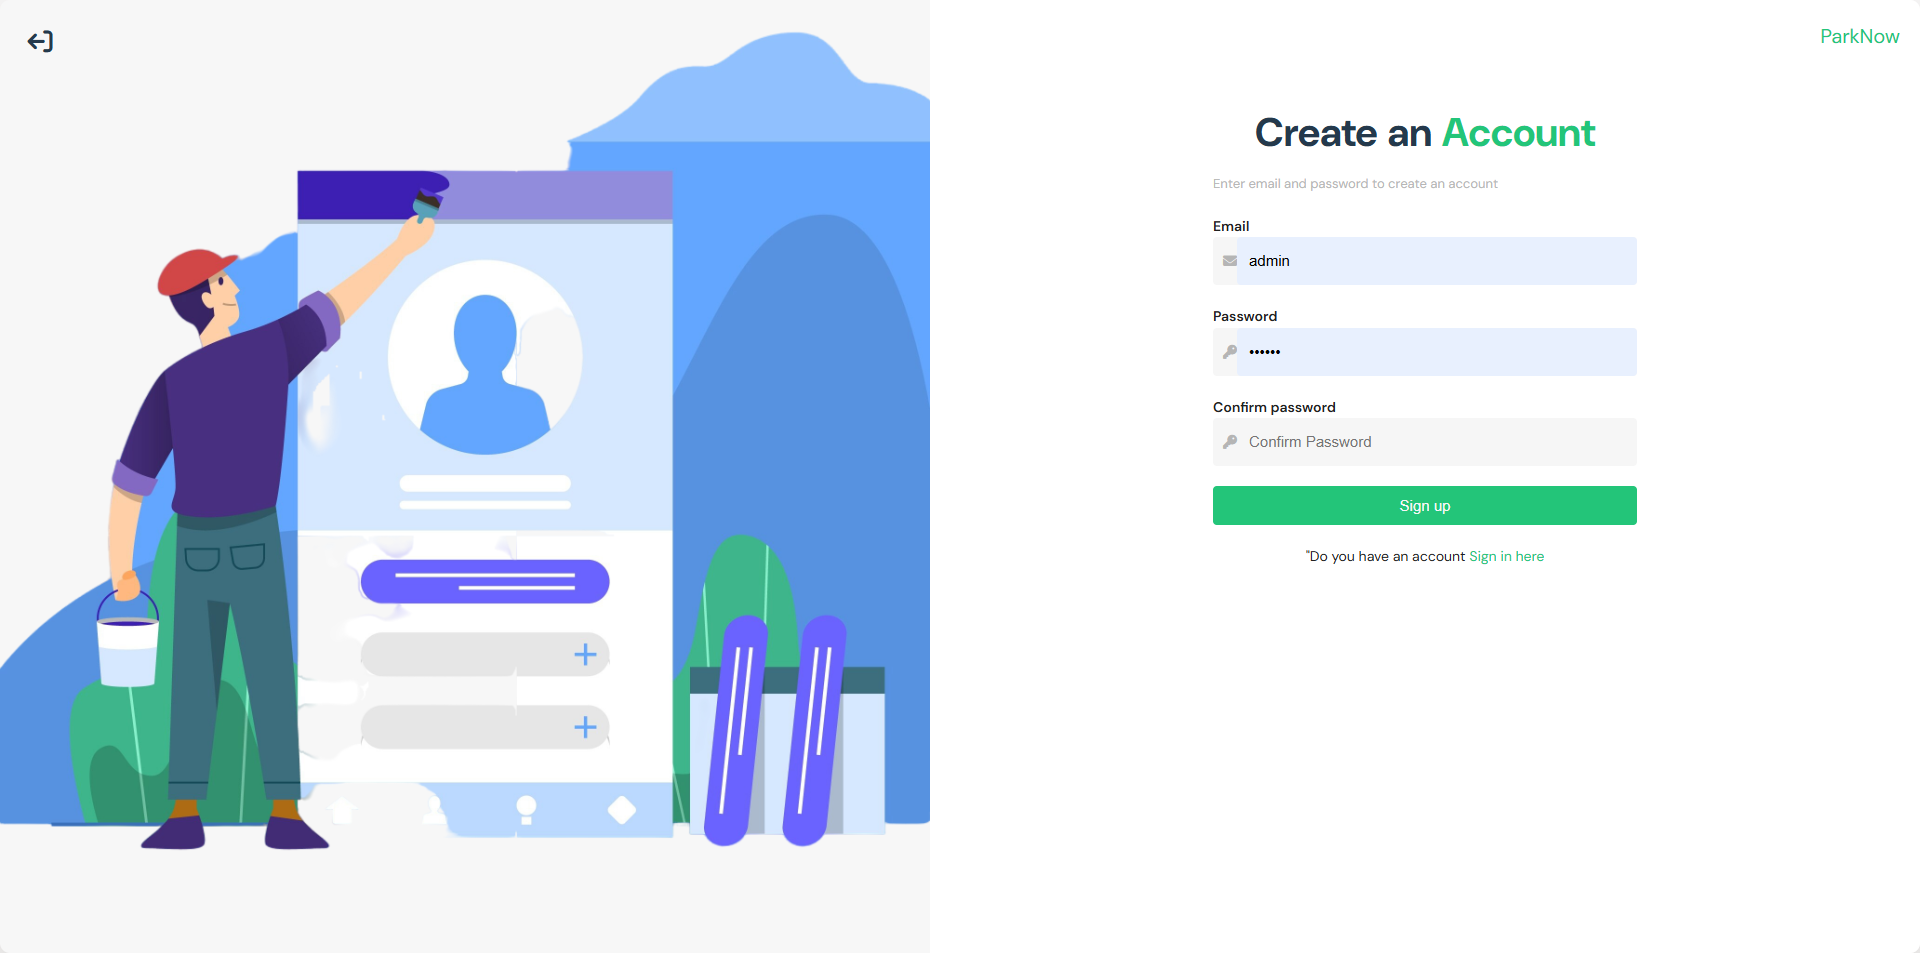 ParkNow
Create an Account
Enter email and password to create an account
Email
admin
Password
••••••
Confirm password
Confirm Password
Sign up
"Do you have an account Sign in here